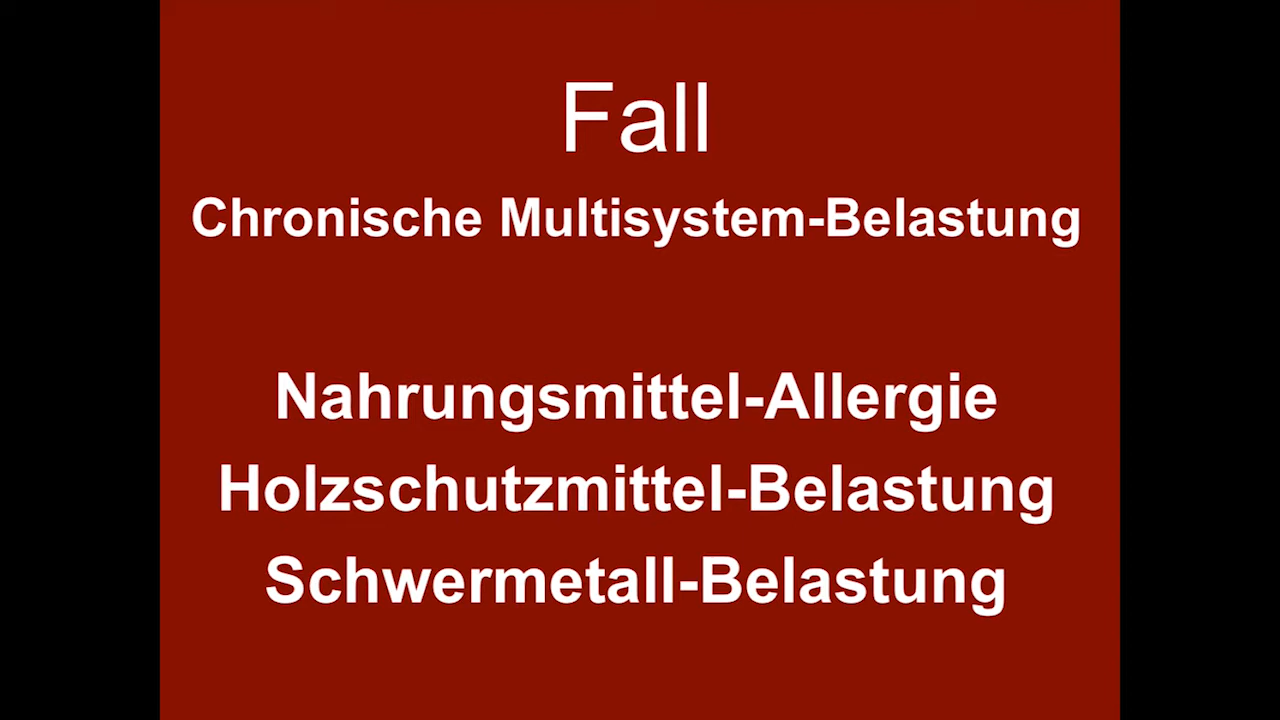 Fall
Chronische Multisystem-Belastung
Nahrungsmittel-Allergie
Holzschutzmittel-Belastung
Schwermetall-Belastung